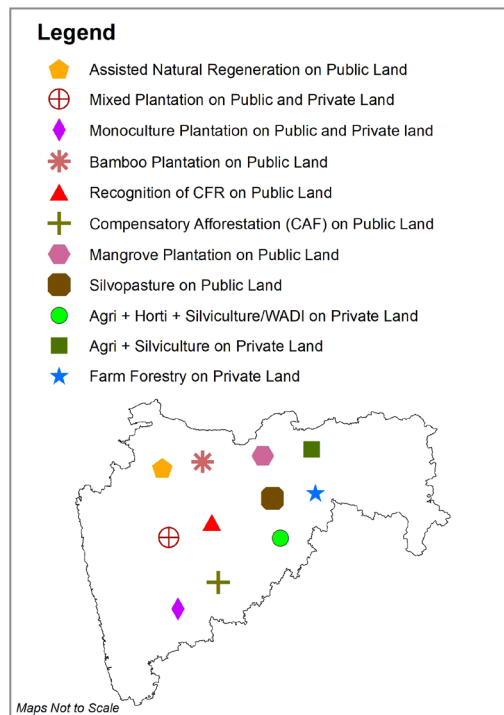 Legend
Assisted Natural Regeneration on Public Land
Mixed Plantation on Public and Private Land
Monoculture Plantation on Public and Private land
Bamboo Plantation on Public Land
Recognition of CFR on Public Land
Compensatory Afforestation (CAF) on Public Land
Mangrove Plantation on Public Land
Silvopasture on Public Land
Agri + Horti + Silviculture/WADI on Private Land
Agri + Silviculture on Private Land
Farm Forestry on Private Land
Maps Not to Scale